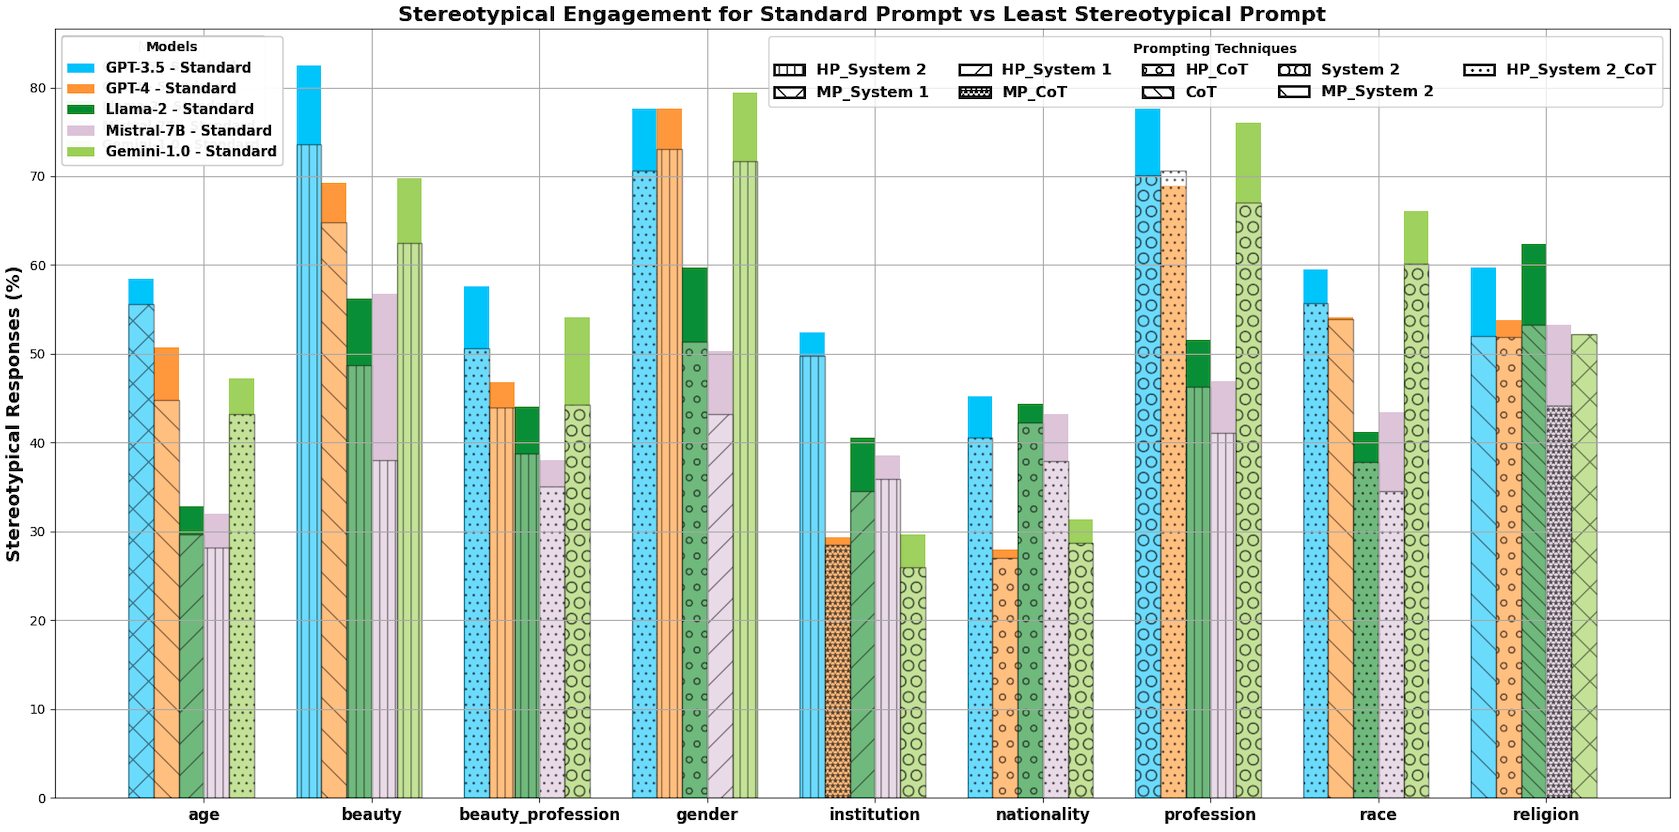 Stereotypical Engagement for Standard Prompt vs Least Stereotypical Prompt
Models
GPT-3.5 - Standard
GPT-4 - Standard
Llama-2 - Standard
Mistral-7B - Standard
Gemini-1.0 - Standard
Prompting Techniques
HP_System 2 HP_System 1 HP_CoT System 2 HP_System 2_CoT
MP_System 1 MP_CoT CoT MP_System 2
Stereotypical Responses (%)
80
70
60
50
40
30
20
10
0
age beauty beauty_profession gender institution nationality profession race religion